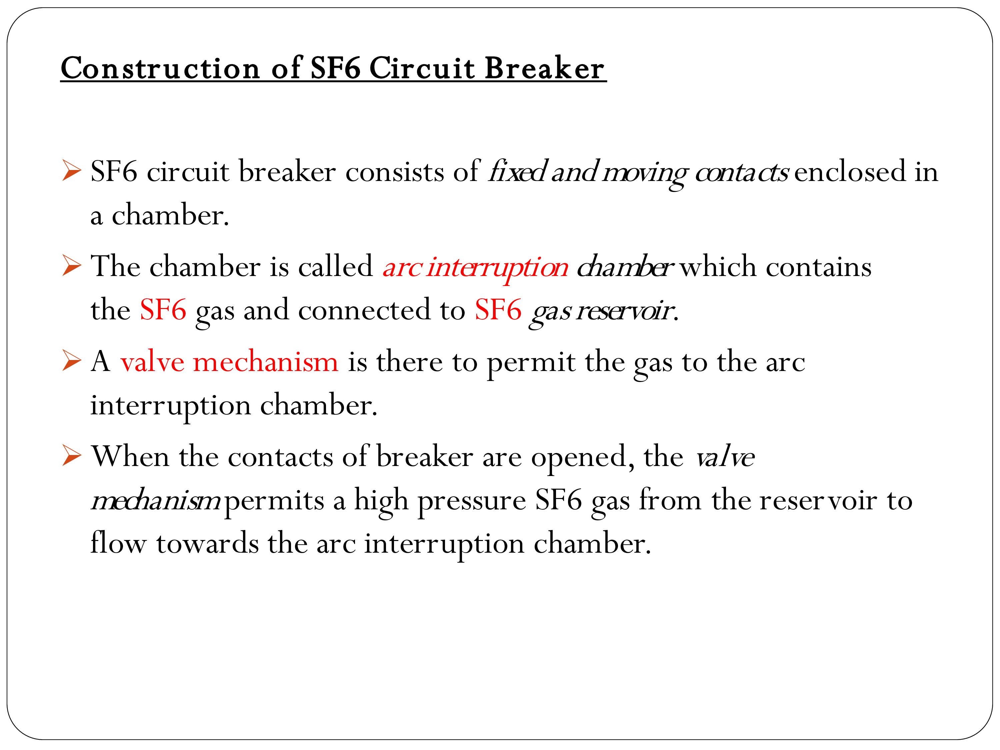 Construction of SF6 Circuit Breaker
SF6 circuit breaker consists of fixed and moving contacts enclosed in
a chamber.
The chamber is called arc interruption chamber which contains
the SF6 gas and connected to SF6 gas reservoir.
A valve mechanism is there to permit the gas to the arc
interruption chamber.
When the contacts of breaker are opened, the valve
mechanism permits a high pressure SF6 gas from the reservoir to
flow towards the arc interruption chamber.